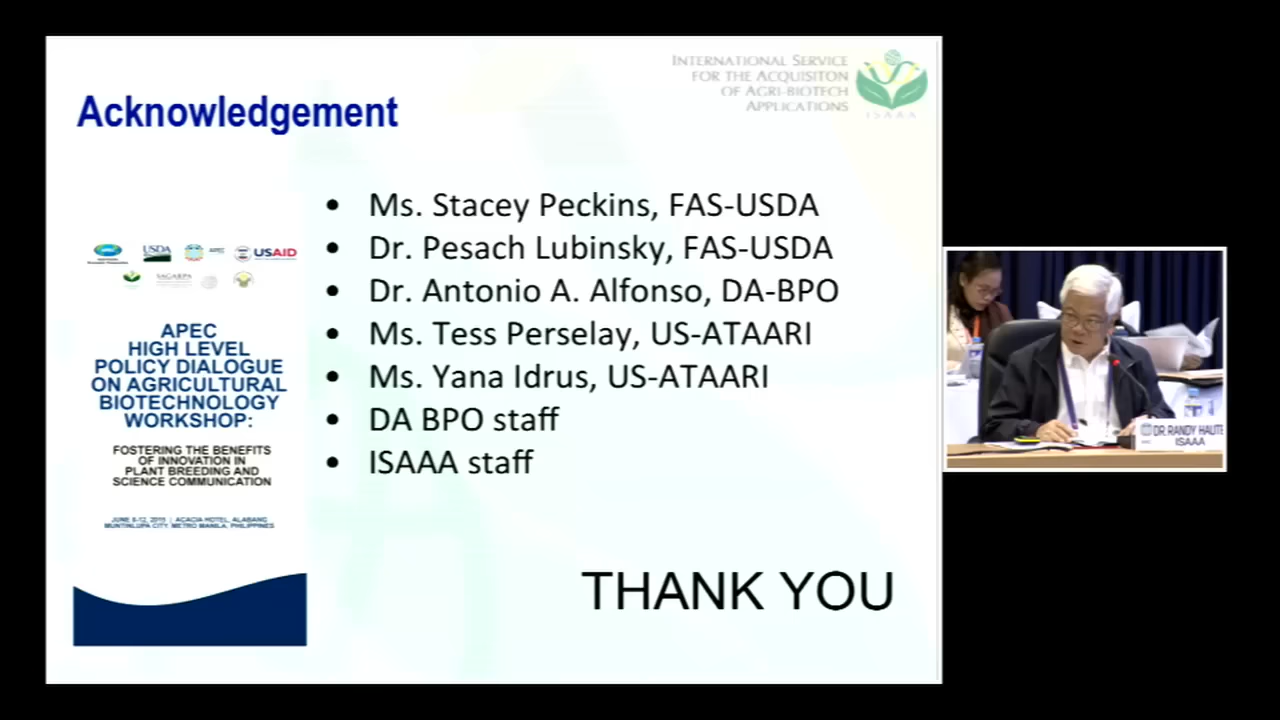 INTERNATIONAL SERVICE
FOR THE ACQUISITON
OF AGRI-BIOTECH
APPLICATIONS
ISAAA
Acknowledgement
• Ms. Stacey Peckins, FAS-USDA
• Dr. Pesach Lubinsky, FAS-USDA
• Dr. Antonio A. Alfonso, DA-BPO
• Ms. Tess Perselay, US-ATAARI
• Ms. Yana Idrus, US-ATAARI
• DA BPO staff
• ISAAA staff
THANK YOU
USDA
APEC
USAID
SAGARPA
APEC
HIGH LEVEL
POLICY DIALOGUE
ON AGRICULTURAL
BIOTECHNOLOGY
WORKSHOP:
FOSTERING THE BENEFITS
OF INNOVATION IN
PLANT BREEDING AND
SCIENCE COMMUNICATION
JUNE 9-12, 2015 | ACACIA HOTEL, ALABANG
MUNTINLUPA CITY, METRO MANILA, PHILIPPINES
DR. RANDY HAUTE
ISAAA